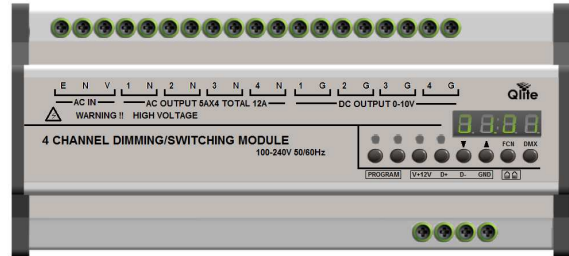 E N V 1 N 2 N 3 N 4 N 1 G 2 G 3 G 4 G
Qlite
AC IN AC OUTPUT 5AX4 TOTAL 12A DC OUTPUT 0-10V
WARNING !! HIGH VOLTAGE
4 CHANNEL DIMMING/SWITCHING MODULE
100-240V 50/60Hz
FCN DMX
PROGRAM V+12V D+ D- GND